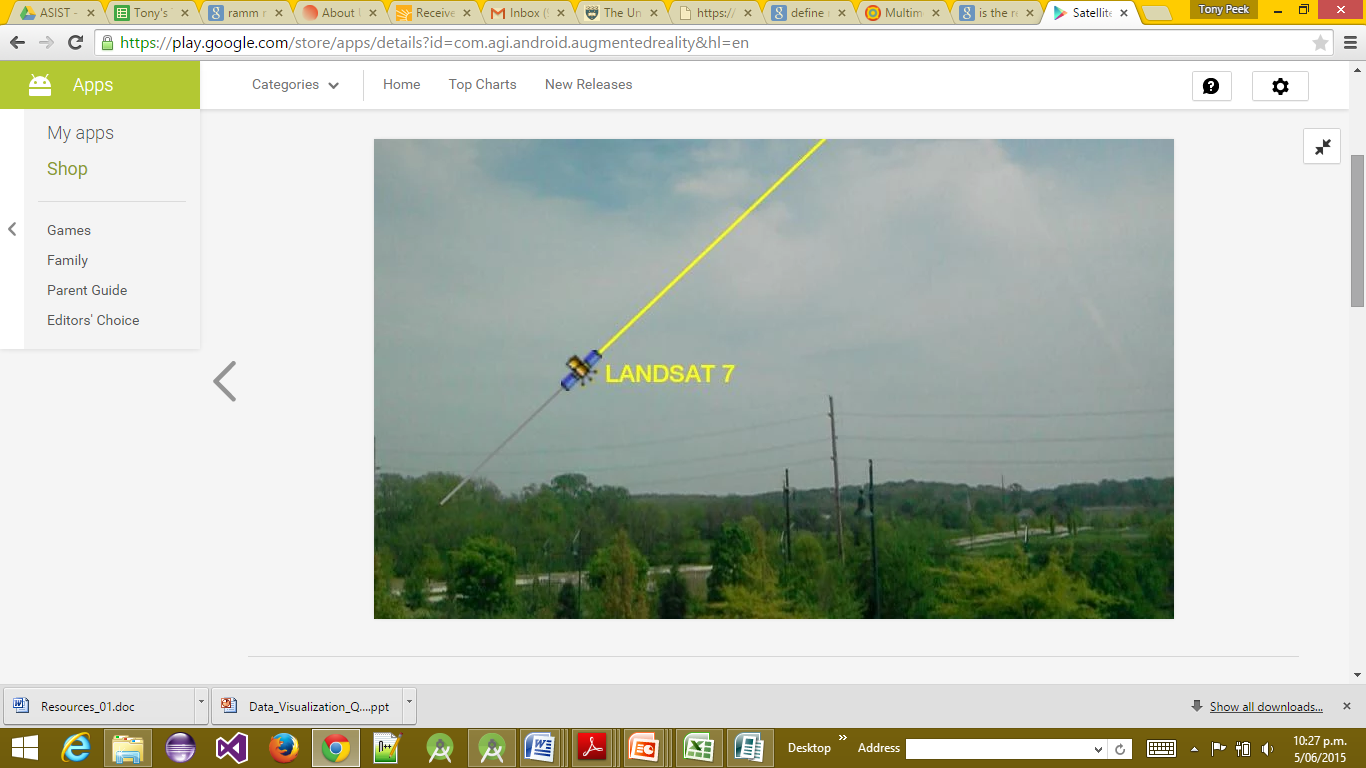 ASIST -
Tony's
ramm r
About
Receive
Inbox (
The Un
https:/
define
Multim
is the re
Satellite
Tony Peek
https://play.google.com/store/apps/details?id=com.agi.android.augmentedreality&hl=en
Apps
Categories
Home
Top Charts
New Releases
My apps
Shop
Games
Family
Parent Guide
Editors' Choice
LANDSAT 7
Resources_01.doc
Data_Visualization_Q....ppt
Show all downloads...
Desktop
Address
10:27 p.m.
5/06/2015